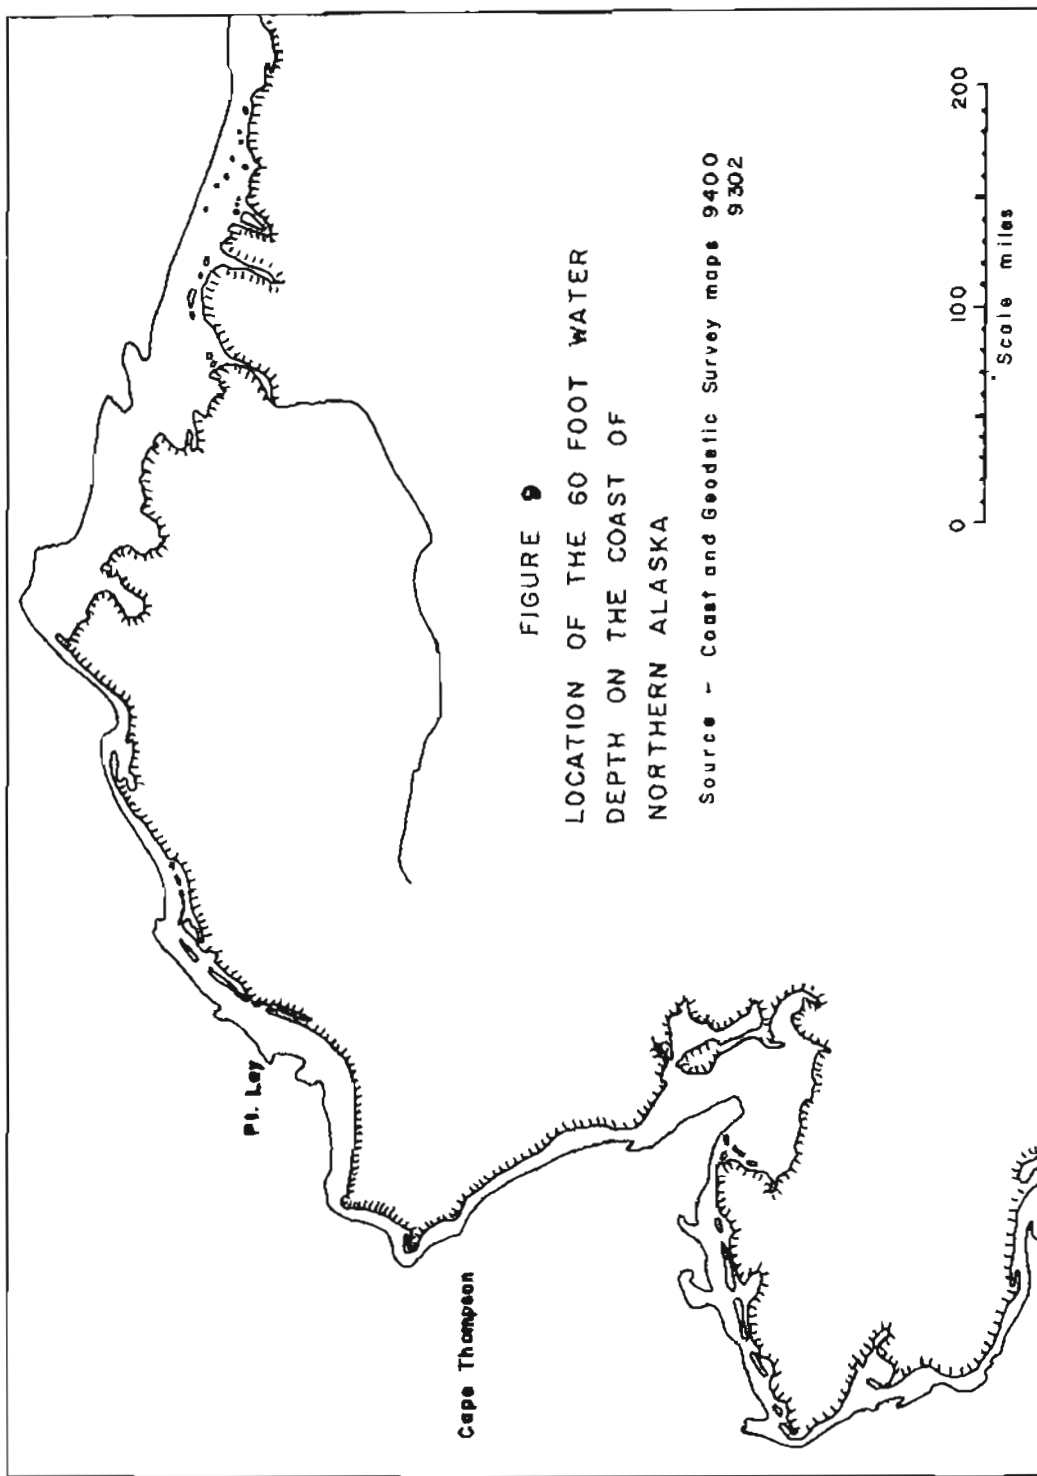 Pt. Lay
Cape Thompson
FIGURE 9
LOCATION OF THE 60 FOOT WATER
DEPTH ON THE COAST OF
NORTHERN ALASKA
Source - Coast and Geodetic Survey maps 9400
9302
0 100 200
Scale miles